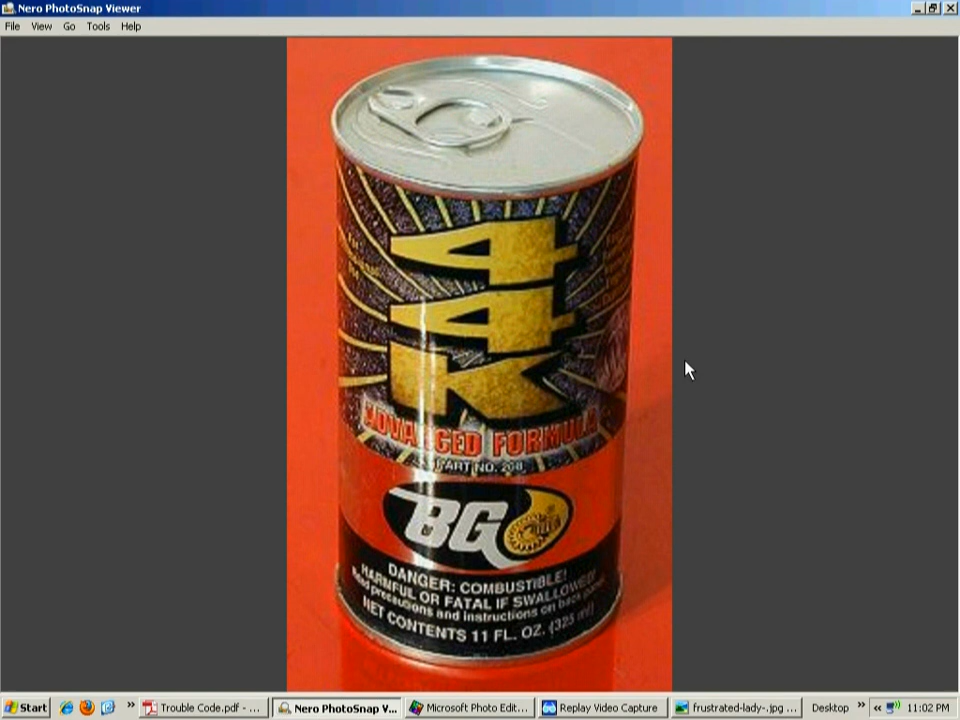 Nero PhotoSnap Viewer
File View Go Tools Help
44K
ADVANCED FORMULA
PART NO. 208
BG
DANGER: COMBUSTIBLE!
HARMFUL OR FATAL IF SWALLOWED!
Read precautions and instructions on back
NET CONTENTS 11 FL. OZ. (325 ml)
Start
Trouble Code.pdf - ...
Nero PhotoSnap V...
Microsoft Photo Edit...
Replay Video Capture
frustrated-lady-.jpg ...
Desktop
11:02 PM